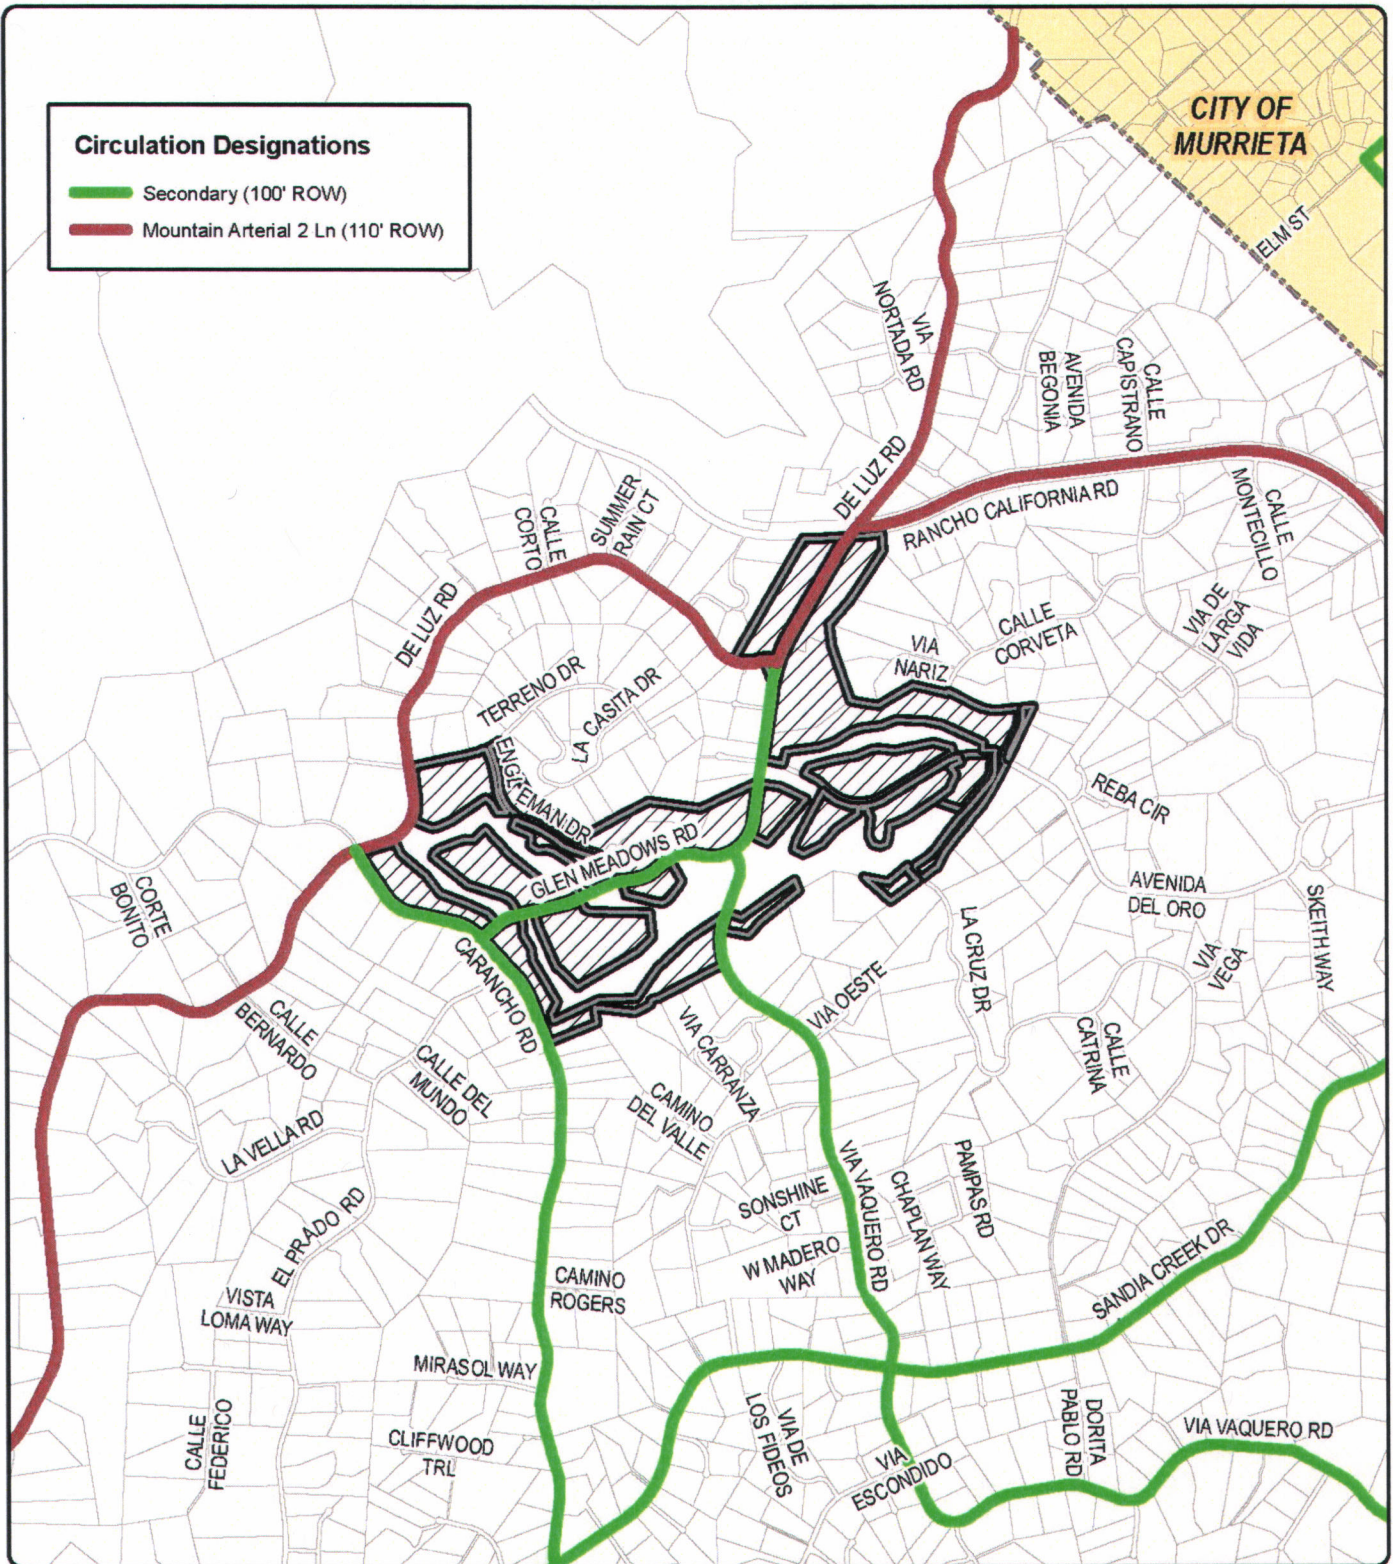 CITY OF
MURRIETA
Circulation Designations
Secondary (100' ROW)
Mountain Arterial 2 Ln (110' ROW)
ELM ST
VIA
NORTADA RD
AVENIDA
BEGONIA
CALLE
CAPISTRANO
DE LUZ RD
RANCHO CALIFORNIA RD
CALLE
MONTECILLO
SUMMER
RAIN CT
CALLE
CORTO
DE LUZ RD
VIA DE
LARGA
VIDA
CALLE
CORVETA
VIA
NARIZ
TERRENO DR
LA CASITA DR
ENGLEMAN DR
REBA CIR
GLEN MEADOWS RD
CORTE
BONITO
AVENIDA
DEL ORO
SKEITH WAY
LA CRUZ DR
CARANCHO RD
VIA
VEGA
VIA OESTE
CALLE
BERNARDO
VIA CARRANZA
CALLE
CATRINA
CALLE DEL
MUNDO
CAMINO
DEL VALLE
LA VELLA RD
VIA VAQUERO RD
PAMPAS RD
CHAPLAN WAY
SONSHINE
CT
EL PRADO RD
W MADERO
WAY
SANDIA CREEK DR
CAMINO
ROGERS
VISTA
LOMA WAY
MIRASOL WAY
CALLE
FEDERICO
VIA DE
LOS FIDEOS
DORITA
PABLO RD
VIA VAQUERO RD
CLIFFWOOD
TRL
VIA
ESCONDIDO